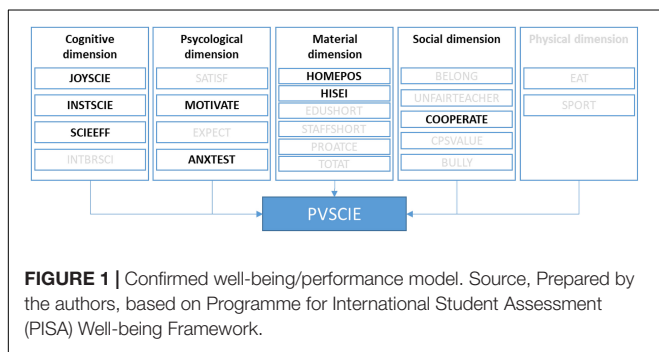 Cognitive dimension
JOYSCIE
INSTSCIE
SCIEEFF
INTBRSCI
Psycological dimension
SATISF
MOTIVATE
EXPECT
ANXTEST
Material dimension
HOMEPOS
HISEI
EDUSHORT
STAFFSHORT
PROATCE
TOTAT
Social dimension
BELONG
UNFAIRTEACHER
COOPERATE
CPSVALUE
BULLY
Physical dimension
EAT
SPORT
PVSCIE
FIGURE 1 | Confirmed well-being/performance model. Source, Prepared by
the authors, based on Programme for International Student Assessment
(PISA) Well-being Framework.